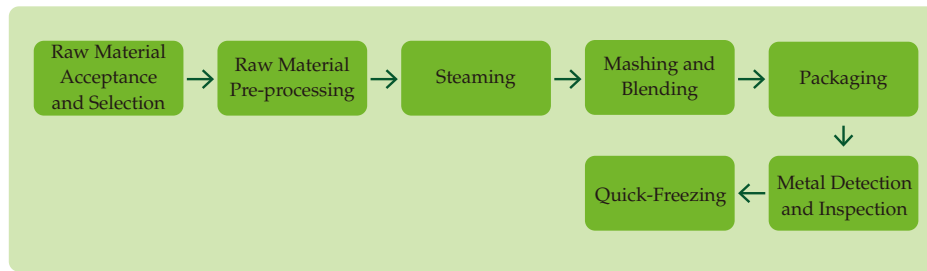 Raw Material
Acceptance
and Selection
Raw Material
Pre-processing
Steaming
Mashing and
Blending
Packaging
Metal Detection
and Inspection
Quick-Freezing